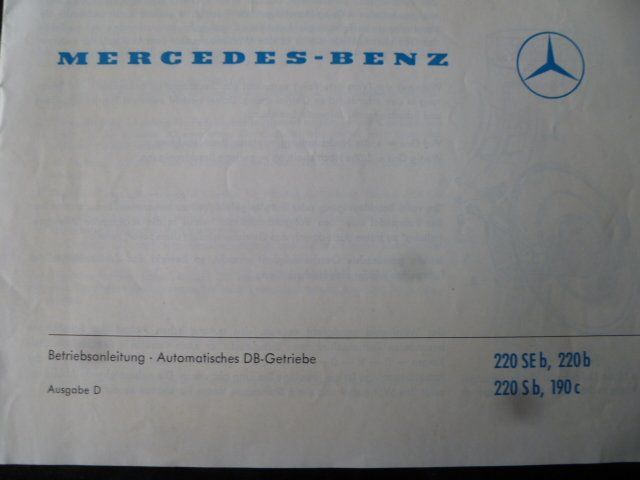 MERCEDES-BENZ
Betriebsanleitung · Automatisches DB-Getriebe
Ausgabe D
220 SE b, 220 b
220 S b, 190 c